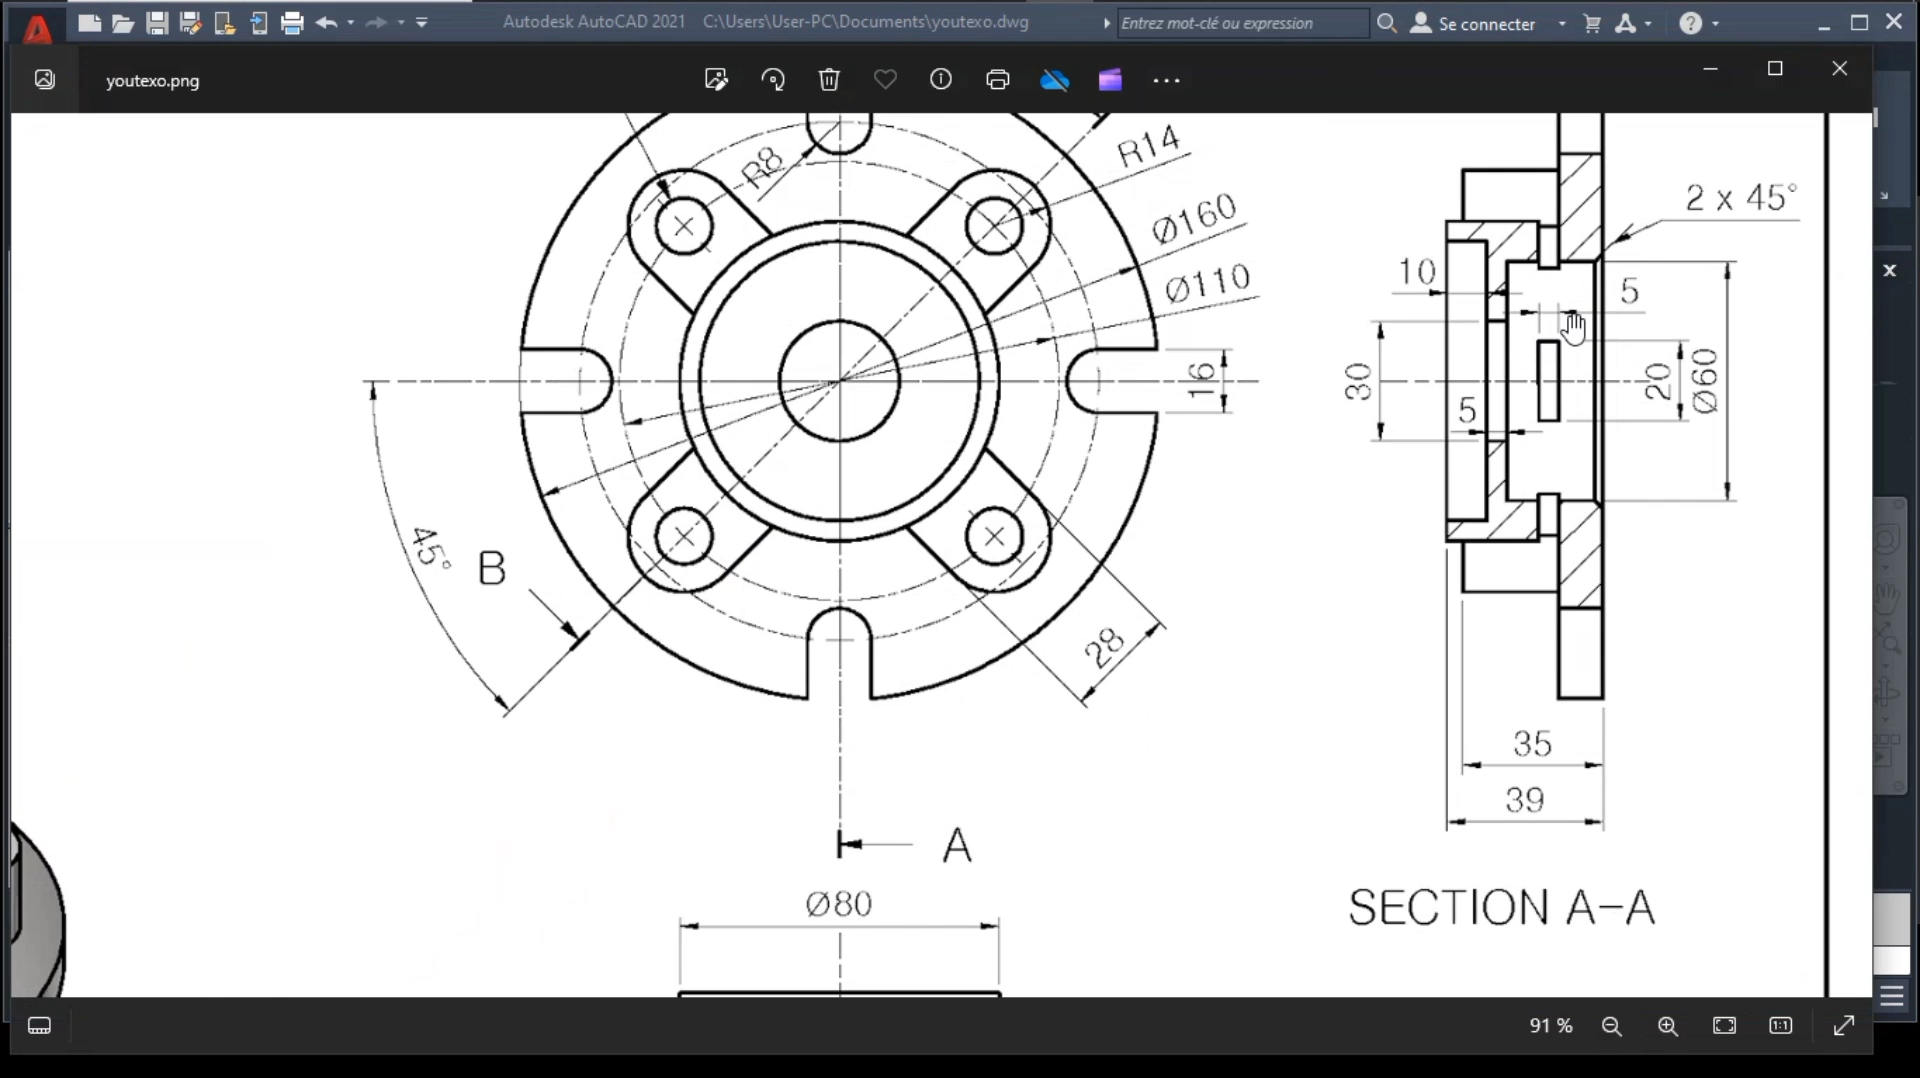 Autodesk AutoCAD 2021 C:\Users\User-PC\Documents\youtexo.dwg
Entrez mot-clé ou expression
Se connecter
youtexo.png
R8
R14
Ø160
Ø110
16
45°
B
28
A
Ø80
2 x 45°
10
5
30
5
20
Ø60
35
39
SECTION A-A
91 %
1:1